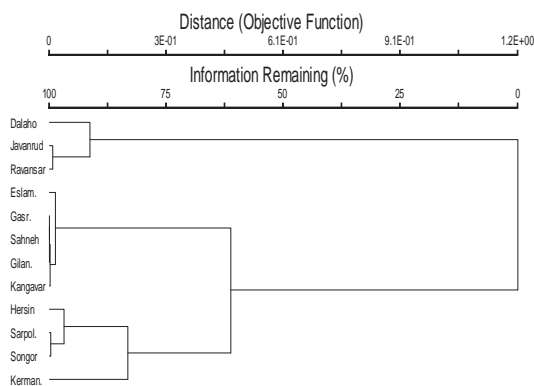 Distance (Objective Function)
0 3E-01 6.1E-01 9.1E-01 1.2E+00
Information Remaining (%)
100 75 50 25 0
Dalaho
Javanrud
Ravansar
Eslam.
Gasr.
Sahneh
Gilan.
Kangavar
Hersin
Sarpol.
Songor
Kerman.